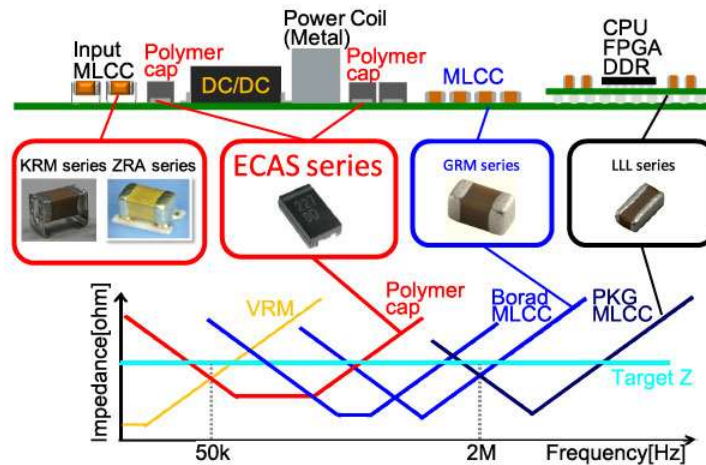 Input
MLCC
Polymer
cap
DC/DC
Power Coil
(Metal)
Polymer
cap
MLCC
CPU
FPGA
DDR
KRM series ZRA series
ECAS series
227
GRM series
LLL series
Impedance[ohm]
VRM
Polymer
cap
Borad
MLCC
PKG
MLCC
Target Z
50k
2M
Frequency[Hz]